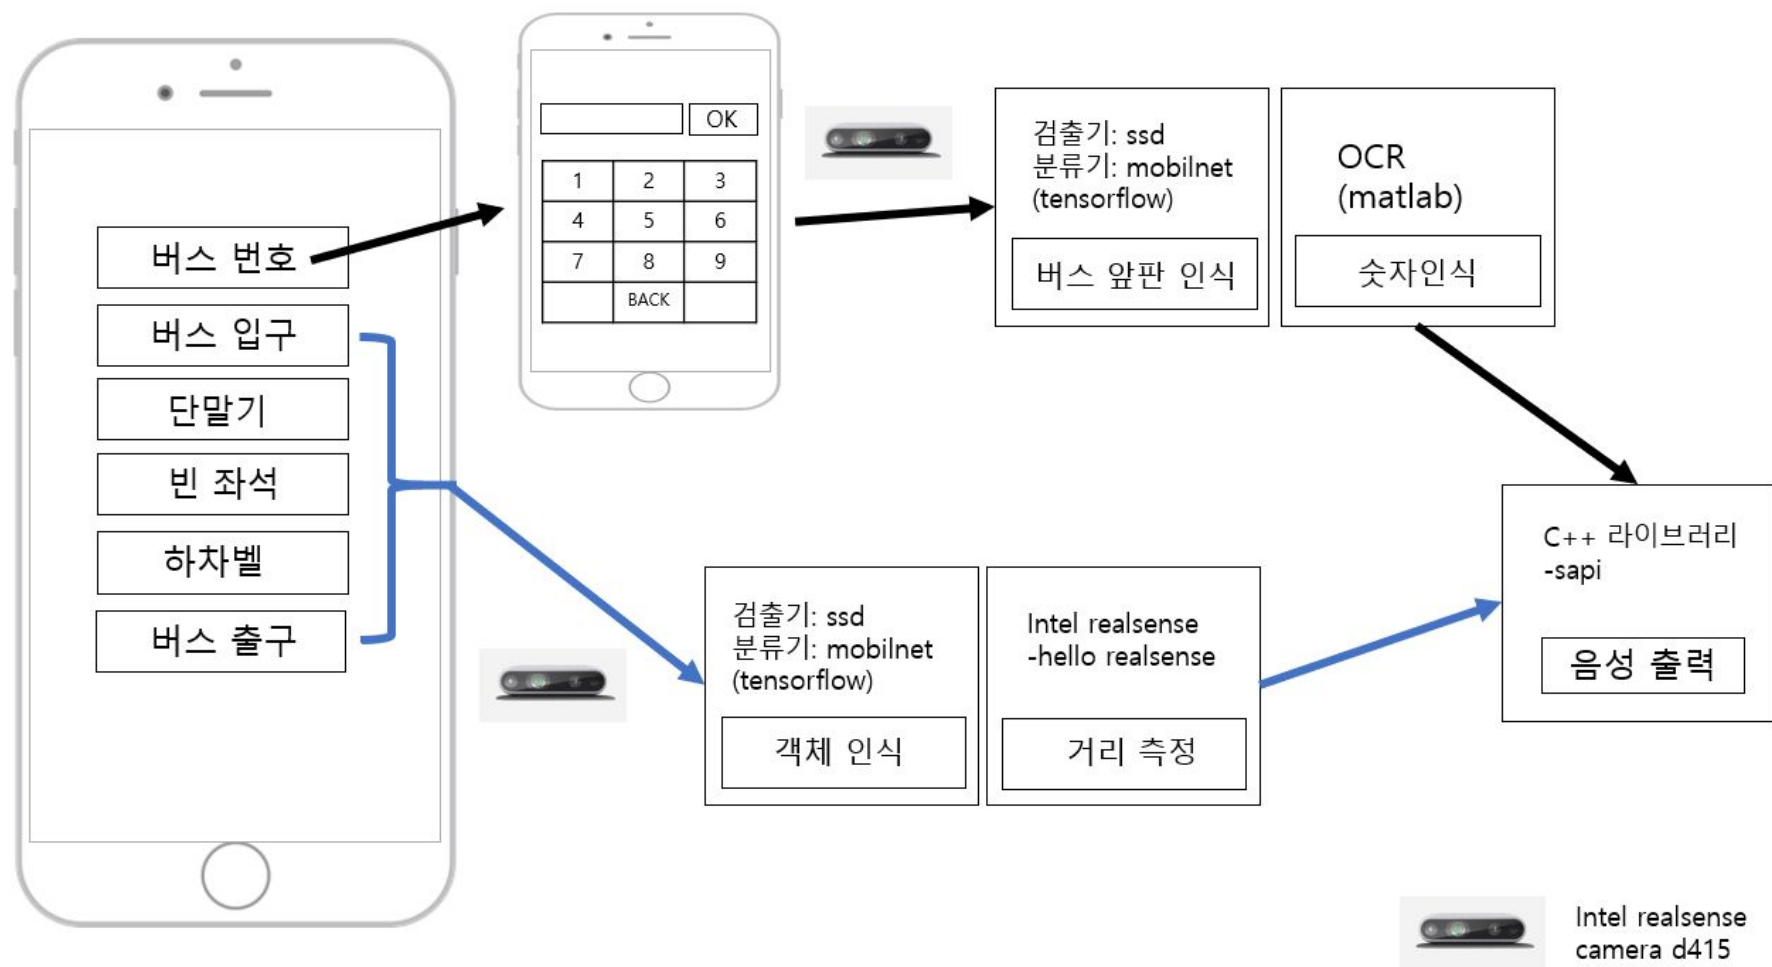 버스 번호
버스 입구
단말기
빈 좌석
하차벨
버스 출구
OK
1 2 3
4 5 6
7 8 9
BACK
검출기: ssd
분류기: mobilnet
(tensorflow)
버스 앞판 인식
OCR
(matlab)
숫자인식
검출기: ssd
분류기: mobilnet
(tensorflow)
객체 인식
Intel realsense
-hello realsense
거리 측정
C++ 라이브러리
-sapi
음성 출력
Intel realsense
camera d415